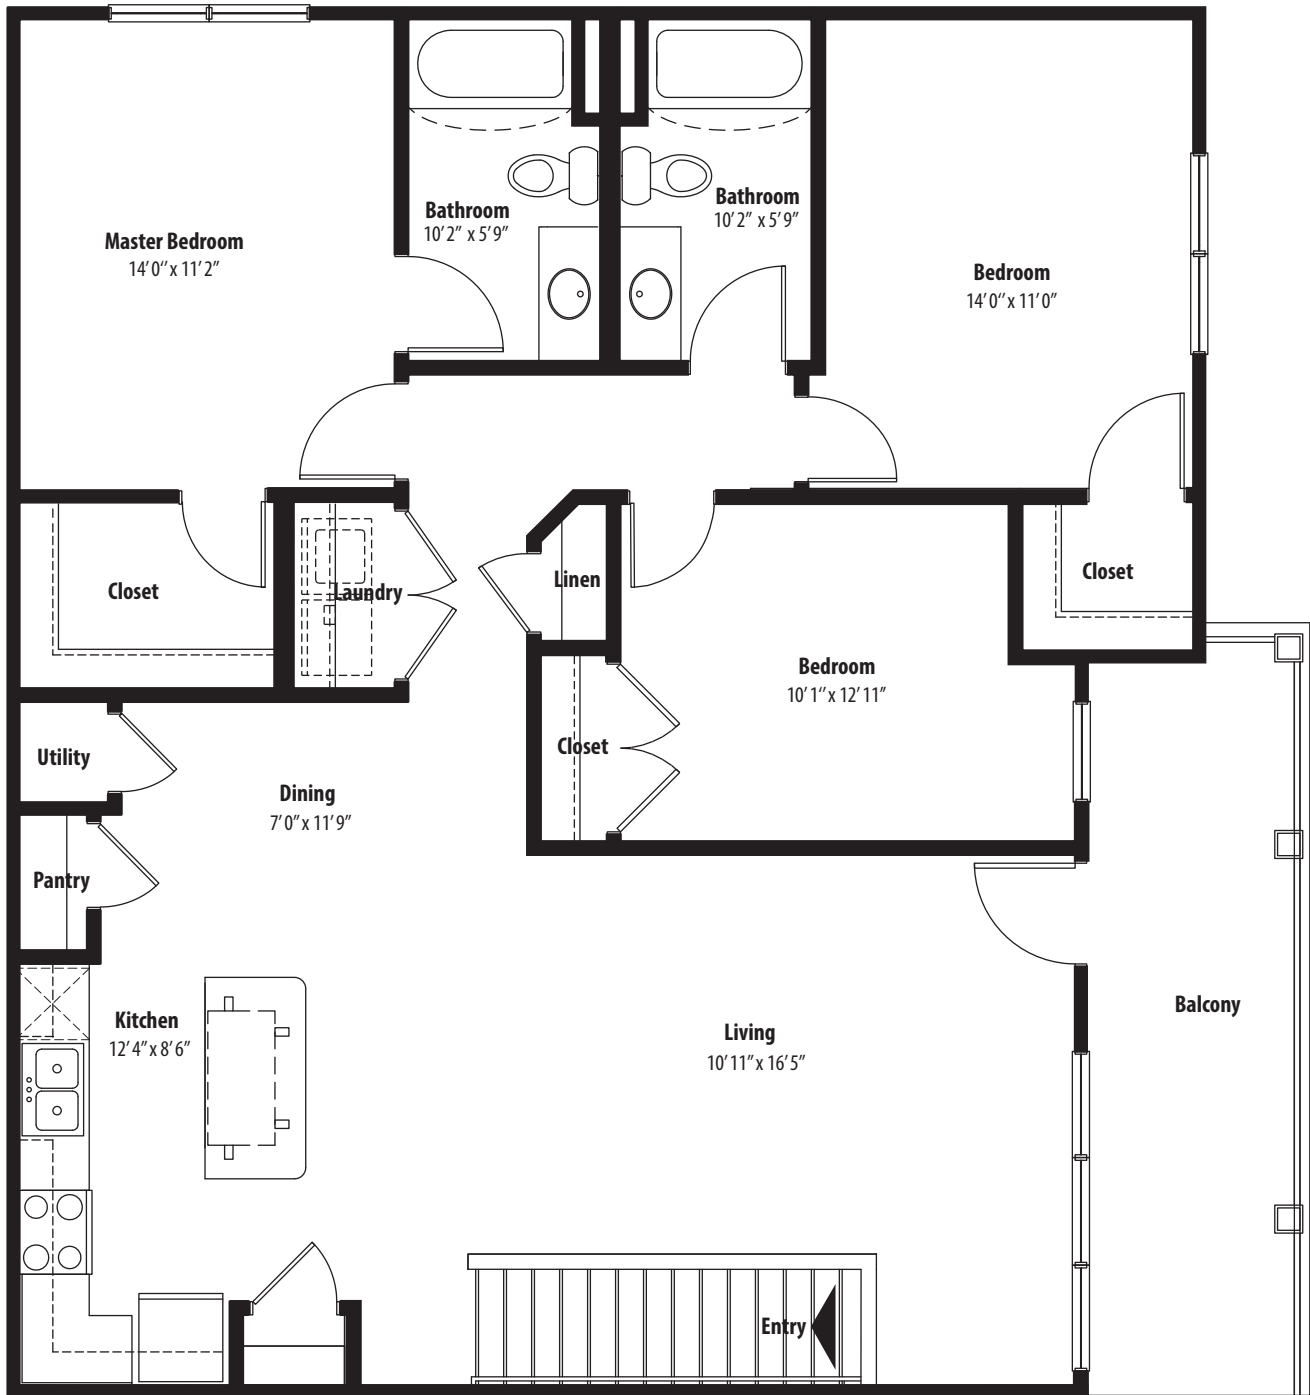 Bathroom
10'2" x 5'9"
Bathroom
10'2" x 5'9"
Master Bedroom
14'0" x 11'2"
Bedroom
14'0" x 11'0"
Closet
Laundry
Linen
Closet
Bedroom
10'1" x 12'11"
Closet
Utility
Dining
7'0" x 11'9"
Pantry
Kitchen
12'4" x 8'6"
Living
10'11" x 16'5"
Balcony
Entry